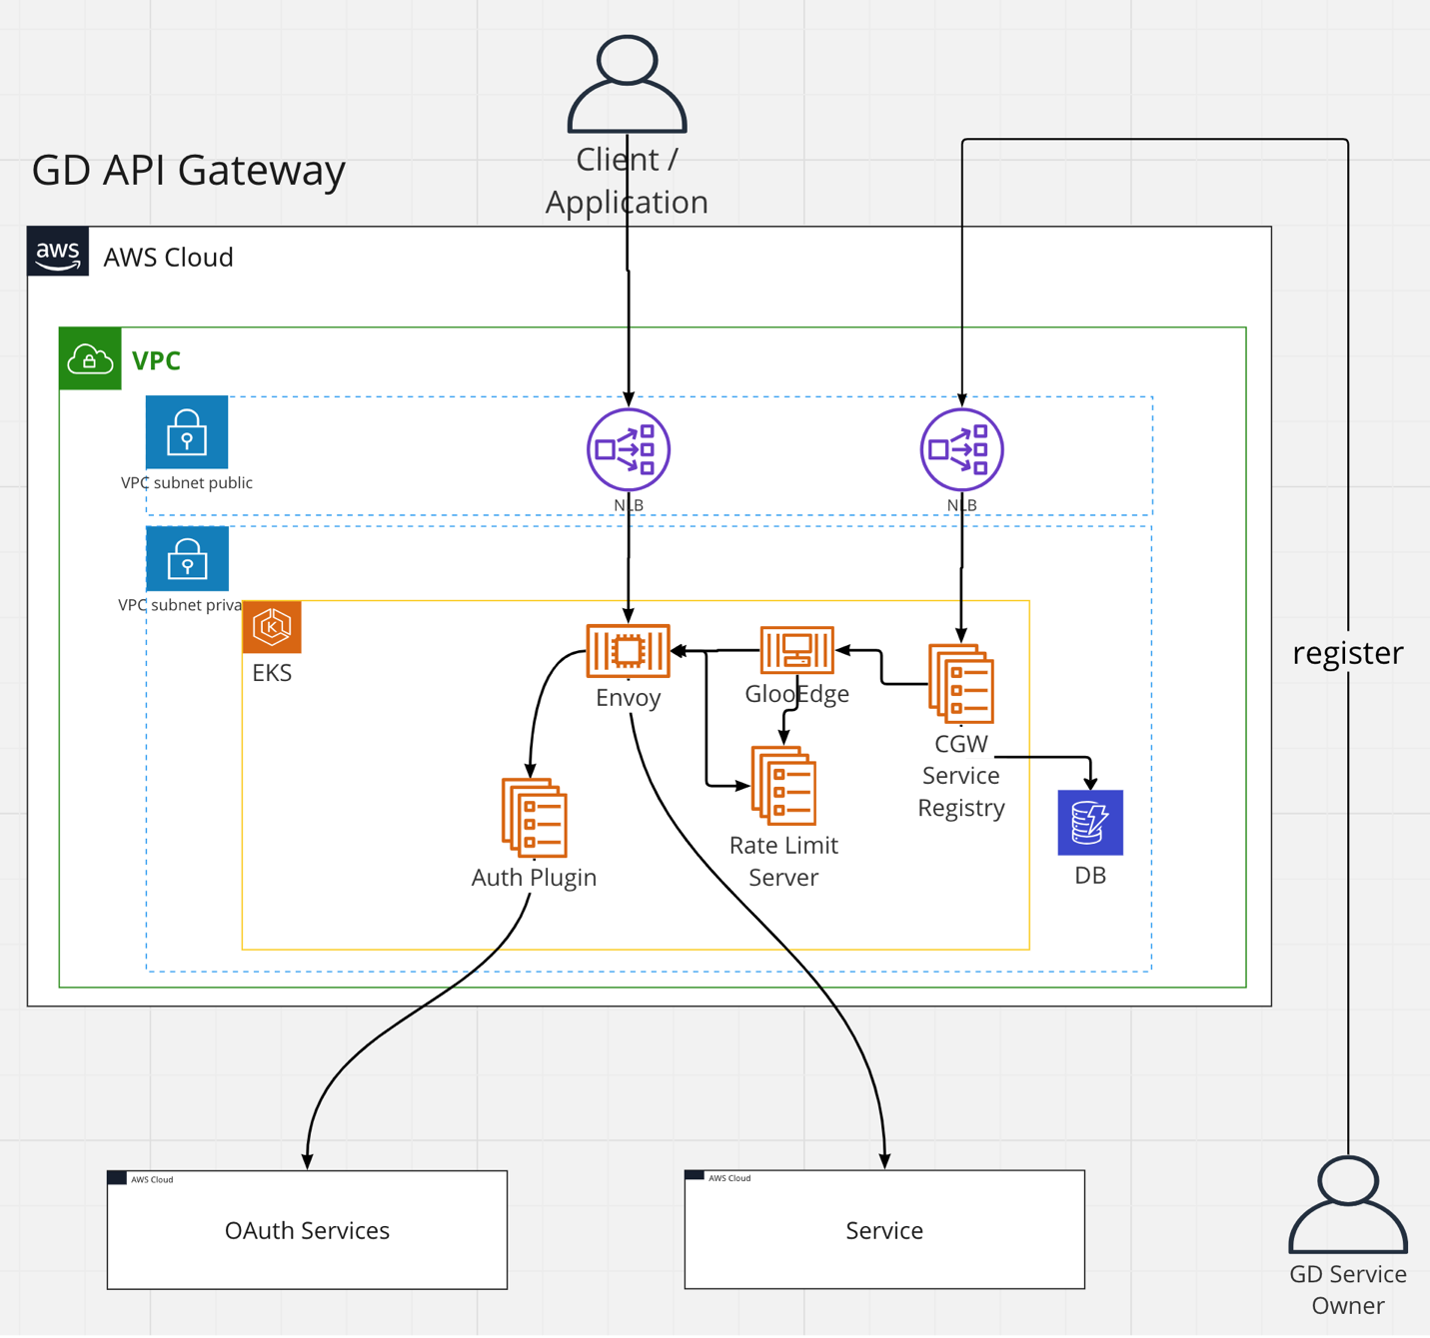 Client /
Application
GD API Gateway
aws
AWS Cloud
VPC
VPC subnet public
NLB
NLB
VPC subnet priva
K
EKS
register
Envoy
GlooEdge
CGW
Service
Registry
Rate Limit
Server
Auth Plugin
DB
AWS Cloud
OAuth Services
AWS Cloud
Service
GD Service
Owner